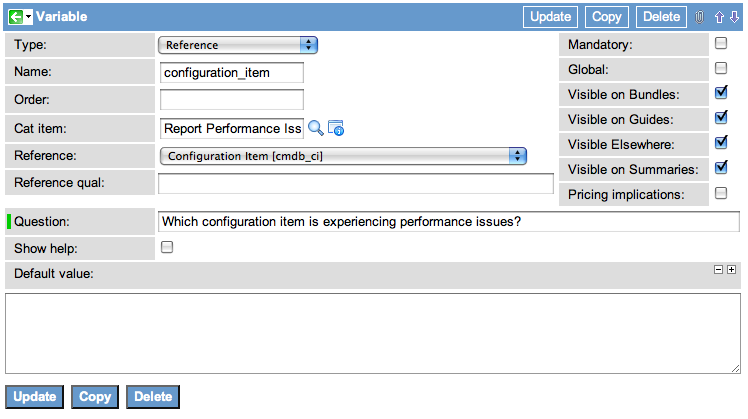 Variable
Update Copy Delete
Type: Reference
Mandatory:
Name: configuration_item
Global:
Order:
Visible on Bundles:
Cat item: Report Performance Iss
Visible on Guides:
Reference: Configuration Item [cmdb_ci]
Visible Elsewhere:
Visible on Summaries:
Reference qual:
Pricing implications:
Question: Which configuration item is experiencing performance issues?
Show help:
Default value:
Update Copy Delete